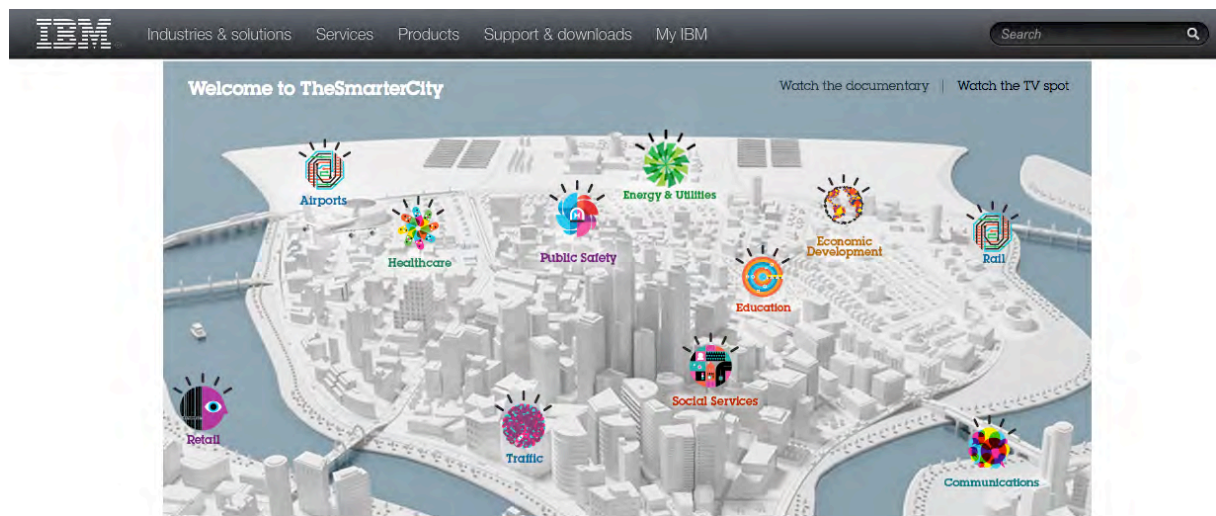 IBM
Industries & solutions Services Products Support & downloads My IBM
Search
Welcome to TheSmarterCity
Watch the documentary | Watch the TV spot
Airports
Energy & Utilities
Healthcare
Public Safety
Economic
Development
Rail
Education
Social Services
Retail
Traffic
Communications